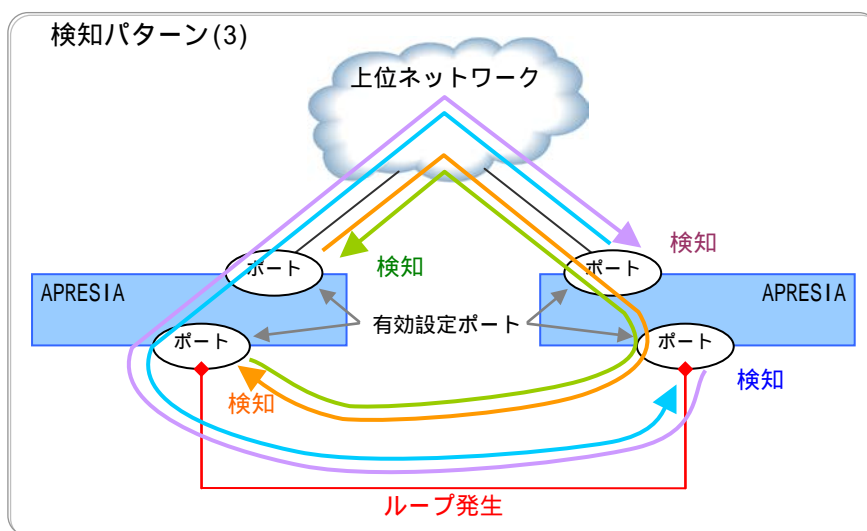 検知パターン(3)
上位ネットワーク
検知
ポート
検知
ポート
APRESIA
APRESIA
有効設定ポート
ポート
ポート
検知
検知
ループ発生